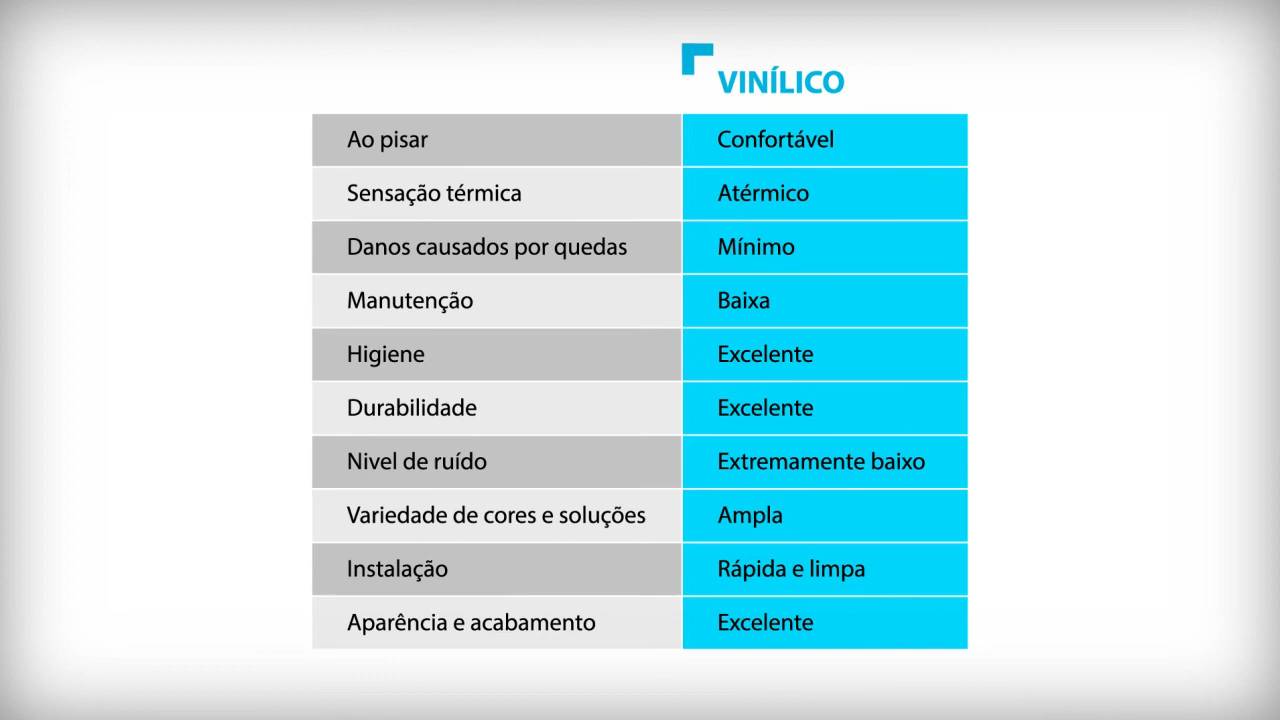 VINÍLICO
Ao pisar Confortável
Sensação térmica Atérmico
Danos causados por quedas Mínimo
Manutenção Baixa
Higiene Excelente
Durabilidade Excelente
Nivel de ruído Extremamente baixo
Variedade de cores e soluções Ampla
Instalação Rápida e limpa
Aparência e acabamento Excelente